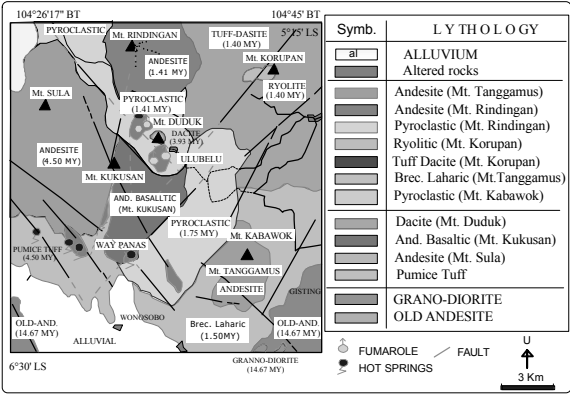 104°26'17" BT
104°45' BT
PYROCLASTIC
Mt. RINDINGAN
TUFF-DASITE
(1.40 MY)
5°15' LS
ANDESITE
(1.41 MY)
Mt. KORUPAN
Mt. SULA
RYOLITE
(1.40 MY)
PYROCLASTIC
(1.41 MY)
Mt. DUDUK
DACITE
(3.93 MY)
ANDESITE
(4.50 MY)
ULUBELU
Mt. KUKUSAN
AND. BASALLTIC
(Mt. KUKUSAN)
PYROCLASTIC
(1.75 MY)
PUMICE TUFF
(4.50 MY)
WAY PANAS
Mt. KABAWOK
Mt. TANGGAMUS
ANDESITE
GISTING
WONOSOBO
OLD-AND.
(14.67 MY)
Brec. Laharic
(1.50MY)
OLD-AND.
(14.67 MY)
ALLUVIAL
GRANNO-DIORITE
(14.67 MY)
6°30' LS
Symb.
LYTHOLOGY
al
ALLUVIUM
Altered rocks
Andesite (Mt. Tanggamus)
Andesite (Mt. Rindingan)
Pyroclastic (Mt. Rindingan)
Ryolitic (Mt. Korupan)
Tuff Dacite (Mt. Korupan)
Brec. Laharic (Mt.Tanggamus)
Pyroclastic (Mt. Kabawok)
Dacite (Mt. Duduk)
And. Basaltic (Mt. Kukusan)
Andesite (Mt. Sula)
Pumice Tuff
GRANO-DIORITE
OLD ANDESITE
FUMAROLE
FAULT
HOT SPRINGS
U
3 Km